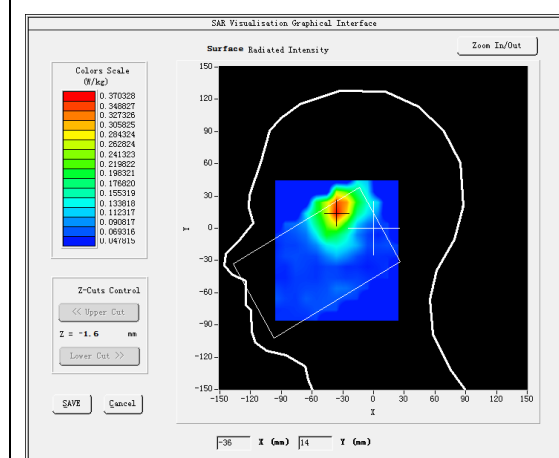 SAR Visualisation Graphical Interface
Surface Radiated Intensity
Zoom In/Out
Colors Scale
(W/kg)
0.370328
0.348827
0.327326
0.305825
0.284324
0.262824
0.241323
0.219822
0.198321
0.176820
0.155319
0.133818
0.112317
0.090817
0.069316
0.047815
Z-Cuts Control
<< Upper Cut
Z = -1.6 mm
Lower Cut >>
SAVE Cancel
150
120
90
60
30
0
-30
-60
-90
-120
-150
Y
-150 -120 -90 -60 -30 0 30 60 90 120 150
X
-36 X (mm) 14 Y (mm)